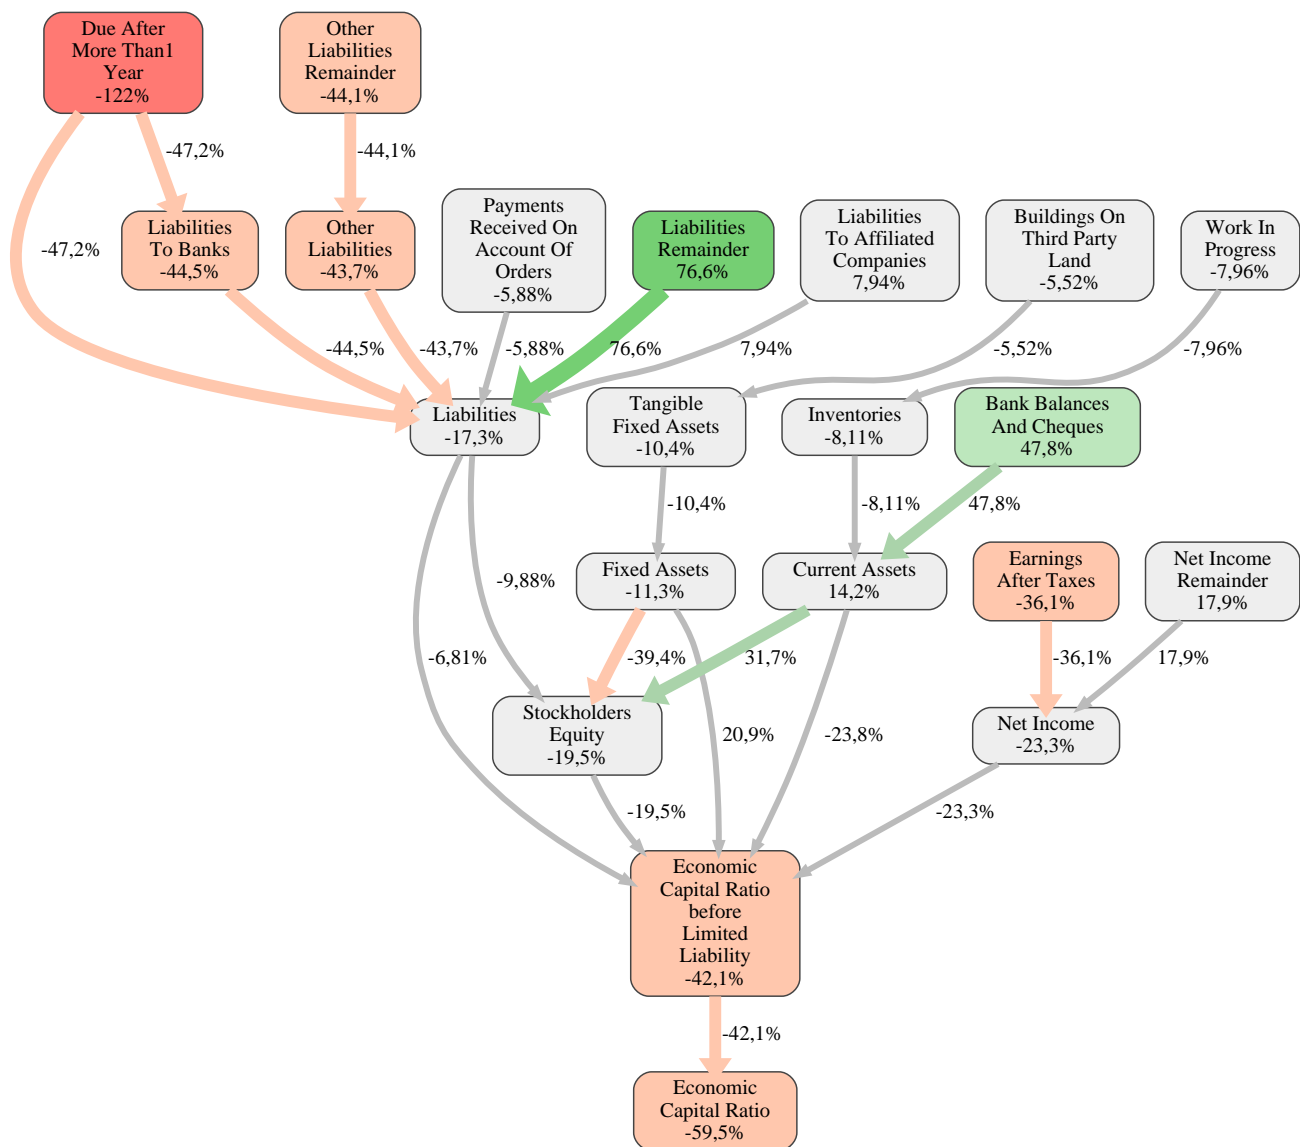 Due After
More Than1
Year
-122%
Other
Liabilities
Remainder
-44,1%
-47,2%
-44,1%
Liabilities
To Banks
-44,5%
Other
Liabilities
-43,7%
Payments
Received On
Account Of
Orders
-5,88%
Liabilities
Remainder
76,6%
Liabilities
To Affiliated
Companies
7,94%
Buildings On
Third Party
Land
-5,52%
Work In
Progress
-7,96%
-47,2%
-44,5%
-43,7%
-5,88%
76,6%
7,94%
-5,52%
-7,96%
Liabilities
-17,3%
Tangible
Fixed Assets
-10,4%
Inventories
-8,11%
Bank Balances
And Cheques
47,8%
-10,4%
-8,11%
47,8%
-9,88%
Fixed Assets
-11,3%
Current Assets
14,2%
Earnings
After Taxes
-36,1%
Net Income
Remainder
17,9%
-6,81%
-39,4%
31,7%
-36,1%
17,9%
Stockholders
Equity
-19,5%
20,9%
-23,8%
Net Income
-23,3%
-19,5%
-23,3%
Economic
Capital Ratio
before
Limited
Liability
-42,1%
-42,1%
Economic
Capital Ratio
-59,5%